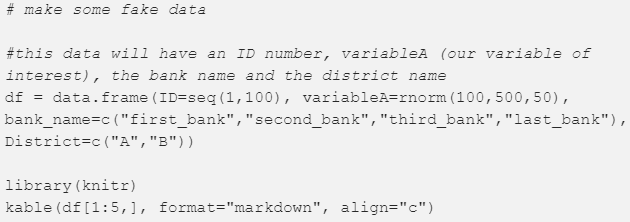 # make some fake data
#this data will have an ID number, variableA (our variable of
interest), the bank name and the district name
df = data.frame(ID=seq(1,100), variableA=rnorm(100,500,50),
bank_name=c("first_bank","second_bank","third_bank","last_bank"),
District=c("A","B"))
library(knitr)
kable(df[1:5,], format="markdown", align="c")